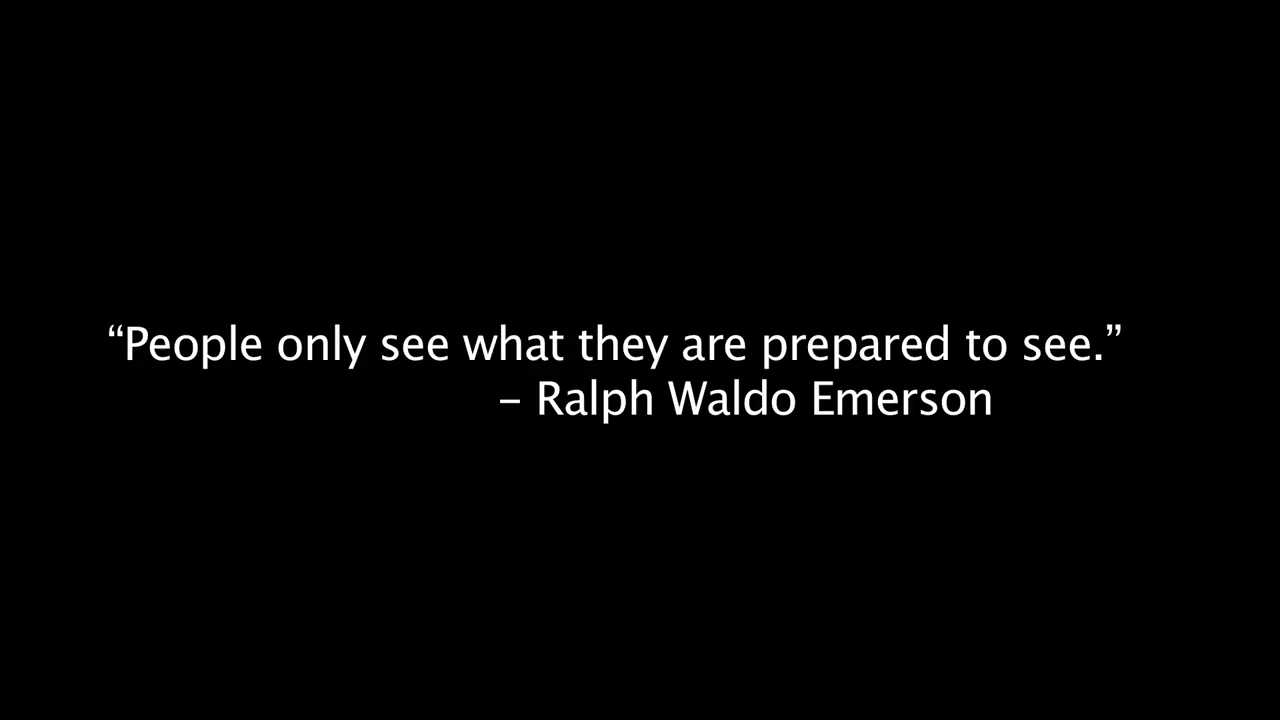 “People only see what they are prepared to see.”
– Ralph Waldo Emerson